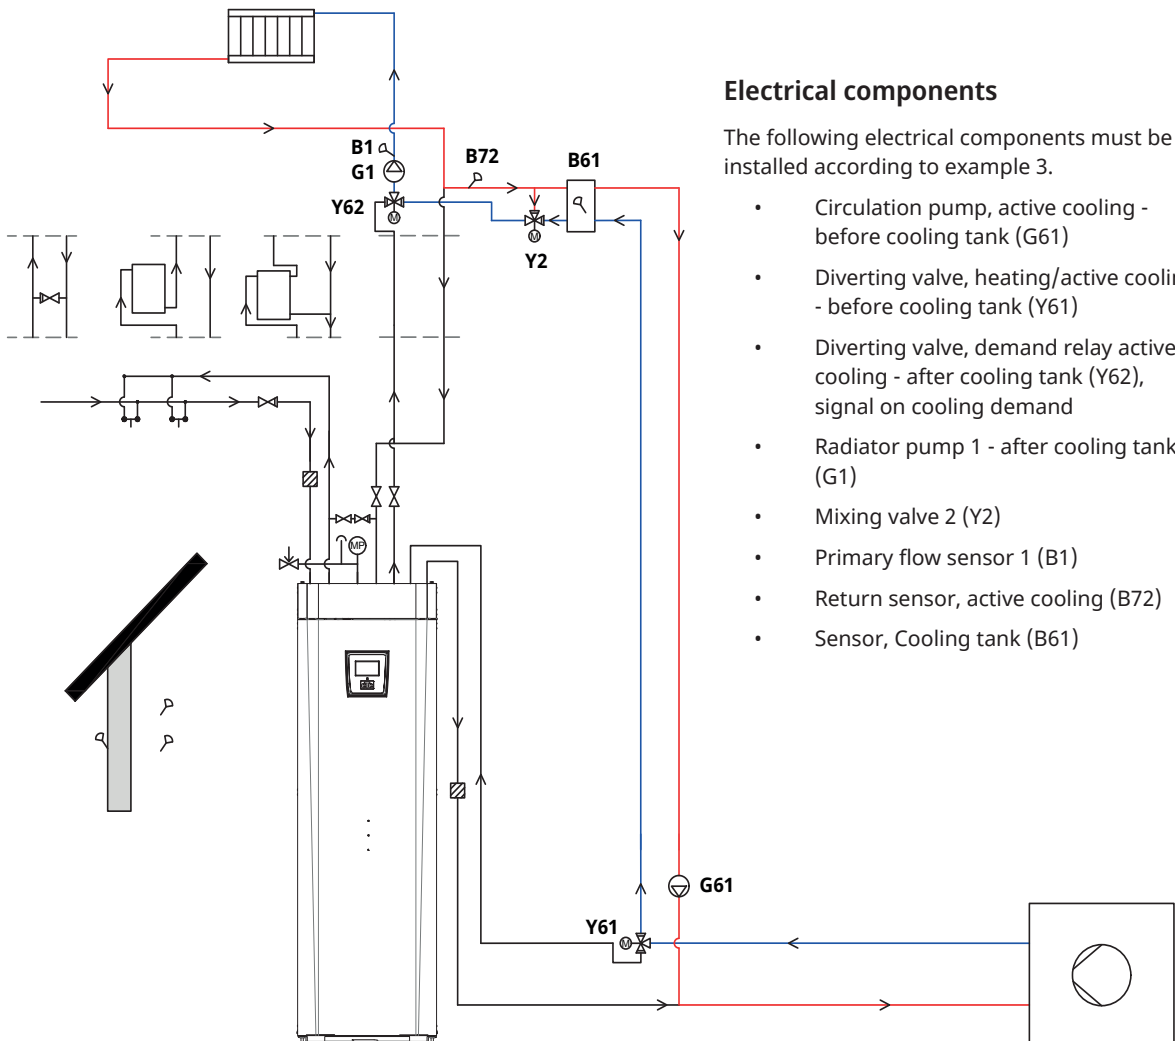 Electrical components
The following electrical components must be
installed according to example 3.
• Circulation pump, active cooling -
before cooling tank (G61)
• Diverting valve, heating/active coolin
- before cooling tank (Y61)
• Diverting valve, demand relay active
cooling - after cooling tank (Y62),
signal on cooling demand
• Radiator pump 1 - after cooling tank
(G1)
• Mixing valve 2 (Y2)
• Primary flow sensor 1 (B1)
• Return sensor, active cooling (B72)
• Sensor, Cooling tank (B61)
B1
G1
B72
B61
Y62
M
M
Y2
MP
G61
Y61
M